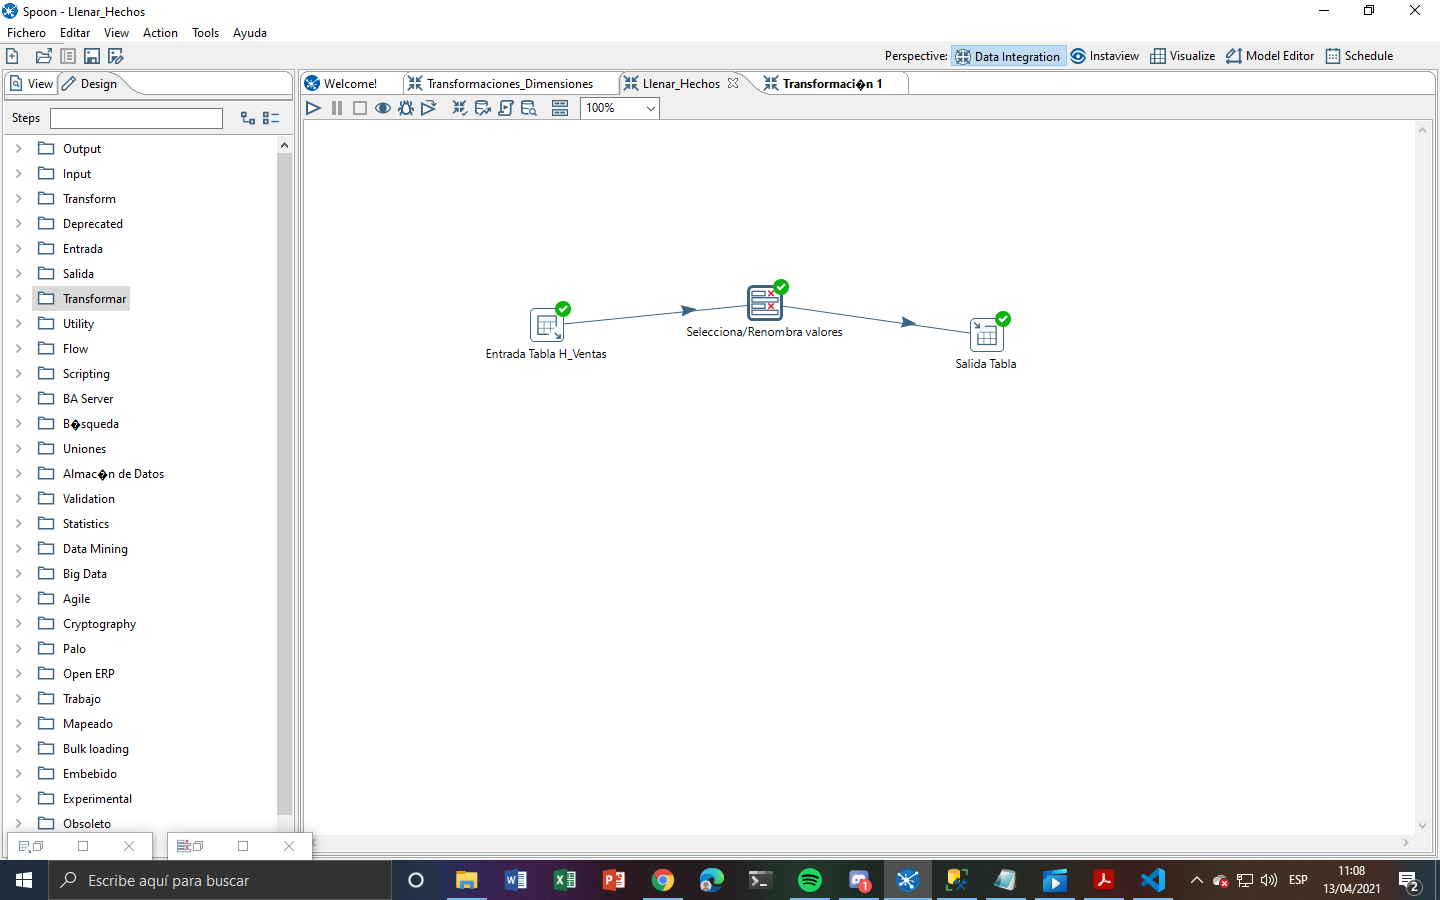 Spoon - Llenar_Hechos
Fichero Editar View Action Tools Ayuda
Perspective: Data Integration Instaview Visualize Model Editor Schedule
View Design
Welcome! Transformaciones_Dimensiones Llenar_Hechos Transformaci�n 1
100%
Steps
Output
Input
Transform
Deprecated
Entrada
Salida
Transformar
Utility
Flow
Scripting
BA Server
B�squeda
Uniones
Almac�n de Datos
Validation
Statistics
Data Mining
Big Data
Agile
Cryptography
Palo
Open ERP
Trabajo
Mapeado
Bulk loading
Embebido
Experimental
Obsoleto
Entrada Tabla H_Ventas
Selecciona/Renombra valores
Salida Tabla
Escribe aquí para buscar
1
ESP
11:08
13/04/2021
2